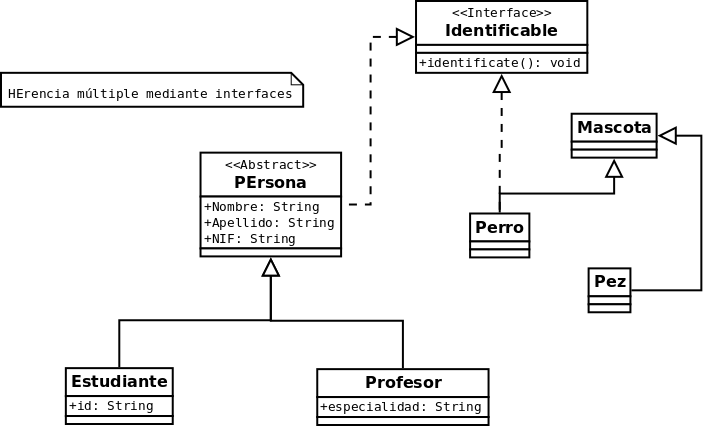 <<Interface>>
Identificable
+identificate(): void
HErencia múltiple mediante interfaces
Mascota
<<Abstract>>
PErsona
+Nombre: String
+Apellido: String
+NIF: String
Perro
Pez
Estudiante
+id: String
Profesor
+especialidad: String